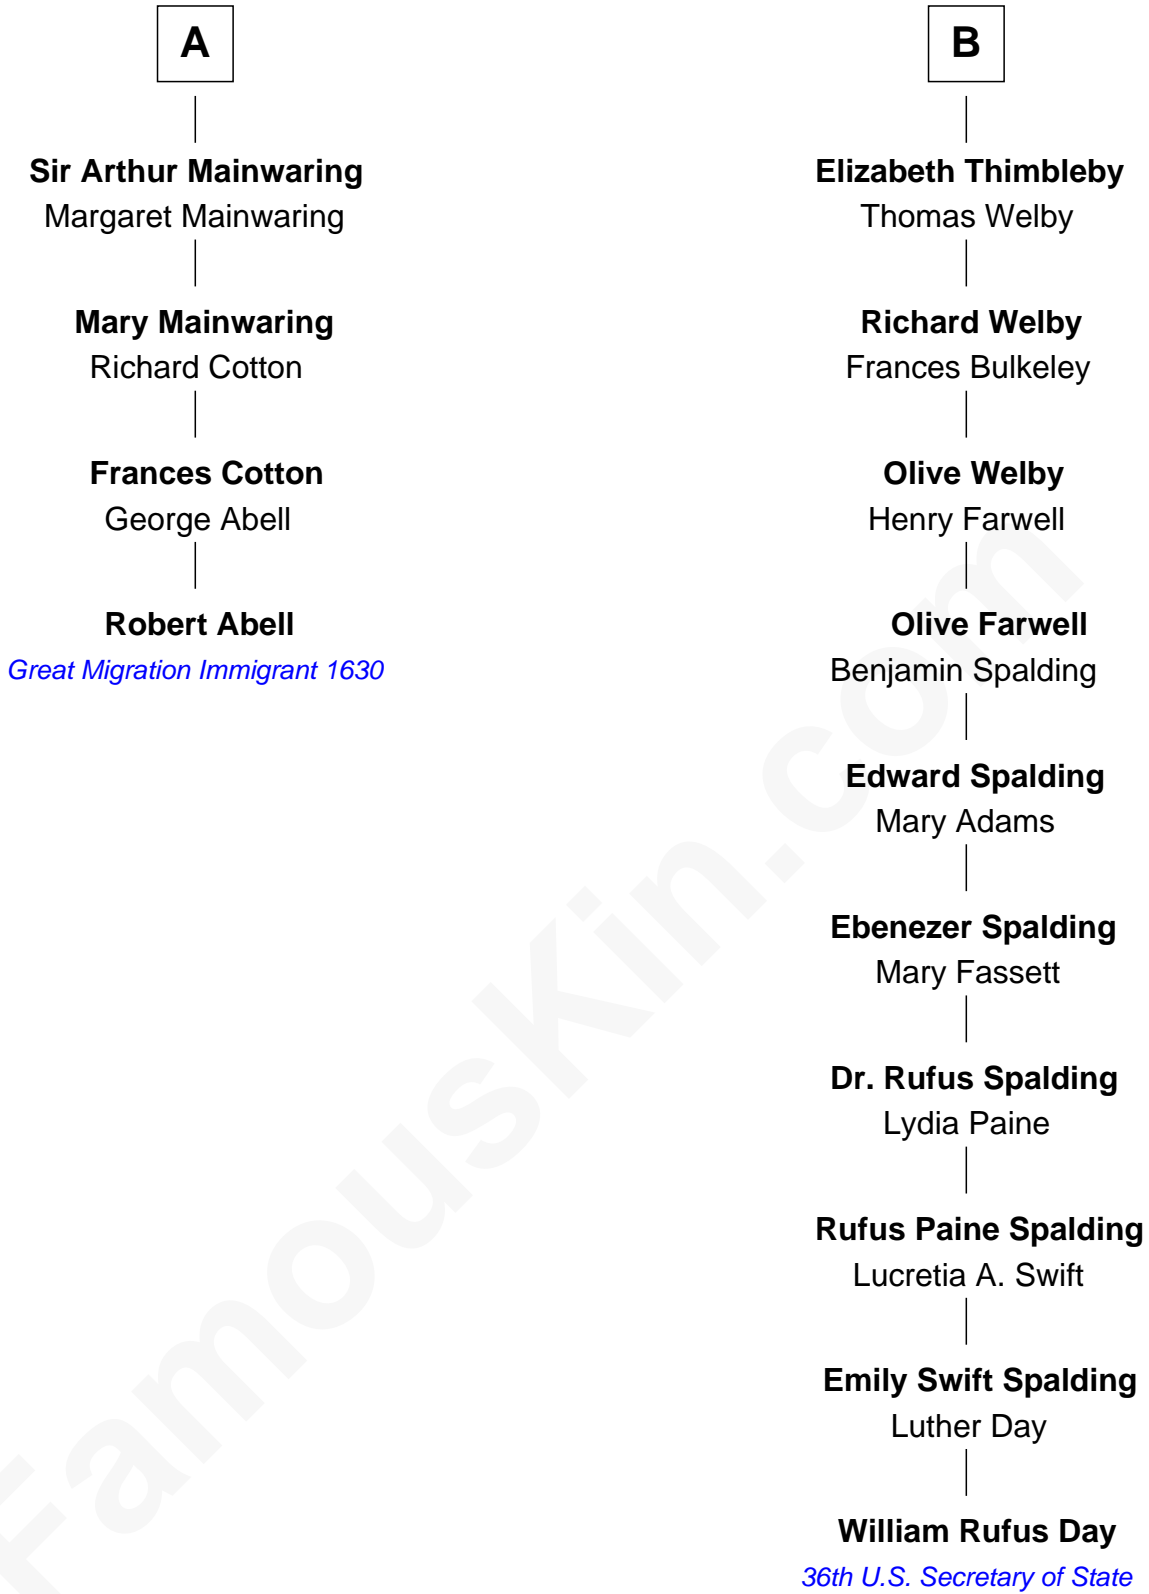 A
Sir Arthur Mainwaring
Margaret Mainwaring
Mary Mainwaring
Richard Cotton
Frances Cotton
George Abell
Robert Abell
Great Migration Immigrant 1630
B
Elizabeth Thimbleby
Thomas Welby
Richard Welby
Frances Bulkeley
Olive Welby
Henry Farwell
Olive Farwell
Benjamin Spalding
Edward Spalding
Mary Adams
Ebenezer Spalding
Mary Fassett
Dr. Rufus Spalding
Lydia Paine
Rufus Paine Spalding
Lucretia A. Swift
Emily Swift Spalding
Luther Day
William Rufus Day
36th U.S. Secretary of State
FamousKin.com